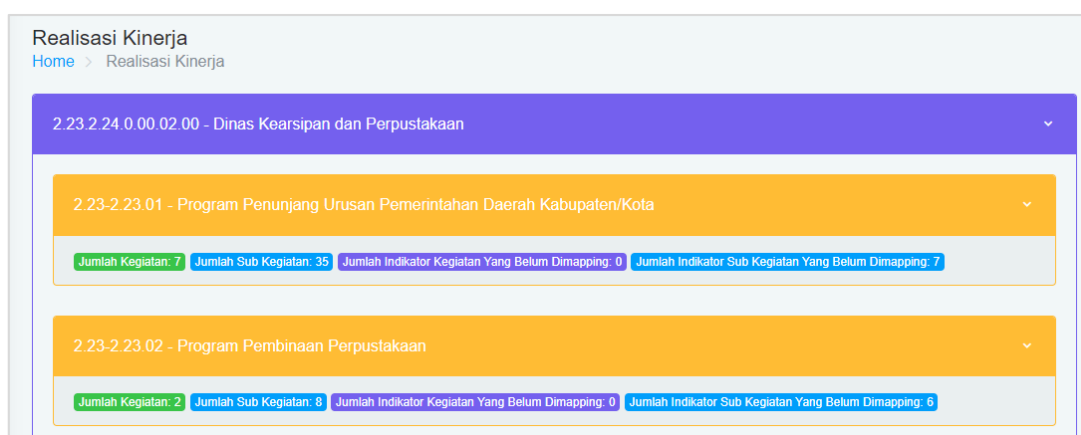 Realisasi Kinerja
Home > Realisasi Kinerja
2.23.2.24.0.00.02.00 - Dinas Kearsipan dan Perpustakaan
2.23-2.23.01 - Program Penunjang Urusan Pemerintahan Daerah Kabupaten/Kota
Jumlah Kegiatan: 7 Jumlah Sub Kegiatan: 35 Jumlah Indikator Kegiatan Yang Belum Dimapping: 0 Jumlah Indikator Sub Kegiatan Yang Belum Dimapping: 7
2.23-2.23.02 - Program Pembinaan Perpustakaan
Jumlah Kegiatan: 2 Jumlah Sub Kegiatan: 8 Jumlah Indikator Kegiatan Yang Belum Dimapping: 0 Jumlah Indikator Sub Kegiatan Yang Belum Dimapping: 6